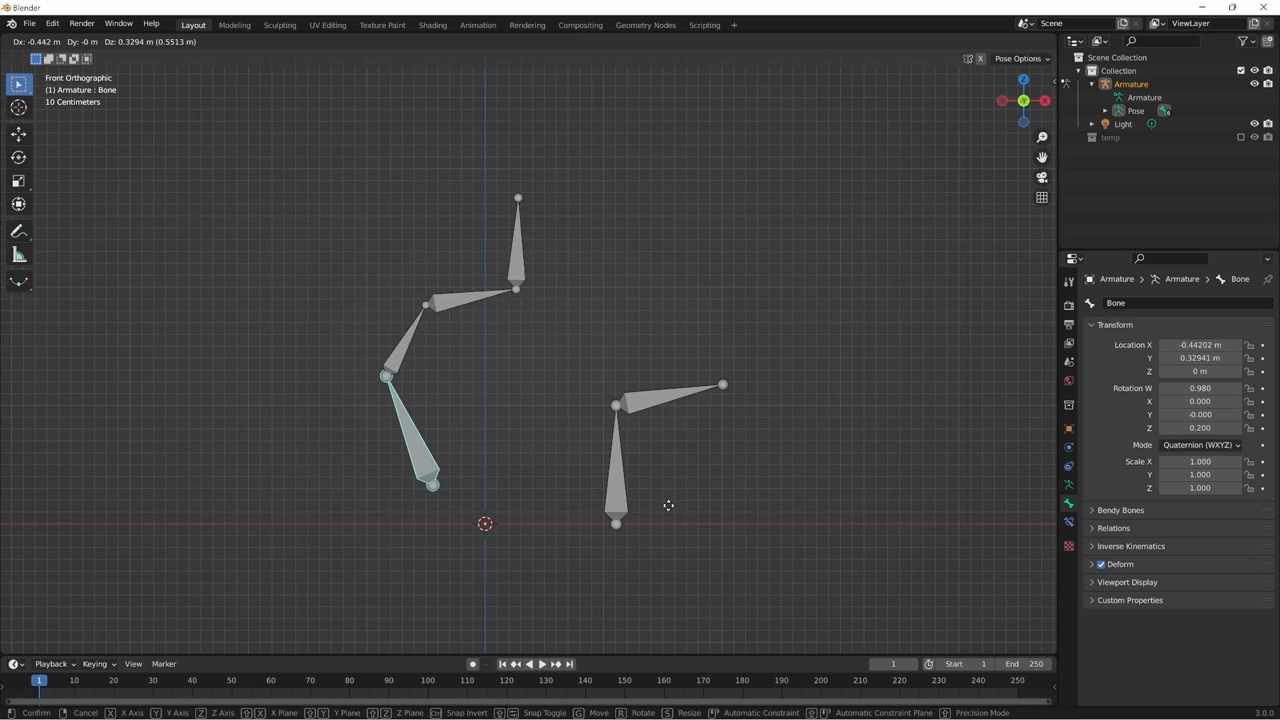 Blender
File Edit Render Window Help Layout Modeling Sculpting UV Editing Texture Paint Shading Animation Rendering Compositing Geometry Nodes Scripting + Scene ViewLayer
Dx: -0.442 m Dy: -0 m Dz: 0.3294 m (0.5513 m)
X Pose Options
Front Orthographic
(1) Armature : Bone
10 Centimeters
Z
Y
X
Scene Collection
Collection
Armature
Armature
Pose 6
Light
temp
Armature Armature Bone
Bone
Transform
Location X -0.44202 m
Y 0.32941 m
Z 0 m
Rotation W 0.980
X 0.000
Y -0.000
Z 0.200
Mode Quaternion (WXYZ)
Scale X 1.000
Y 1.000
Z 1.000
Bendy Bones
Relations
Inverse Kinematics
Deform
Viewport Display
Custom Properties
Playback Keying View Marker 1 Start 1 End 250
1 10 20 30 40 50 60 70 80 90 100 110 120 130 140 150 160 170 180 190 200 210 220 230 240 250
Confirm Cancel X X Axis Y Y Axis Z Z Axis X X Plane Y Y Plane Z Z Plane Snap Invert Snap Toggle G Move R Rotate S Resize Automatic Constraint Automatic Constraint Plane Precision Mode 3.0.0